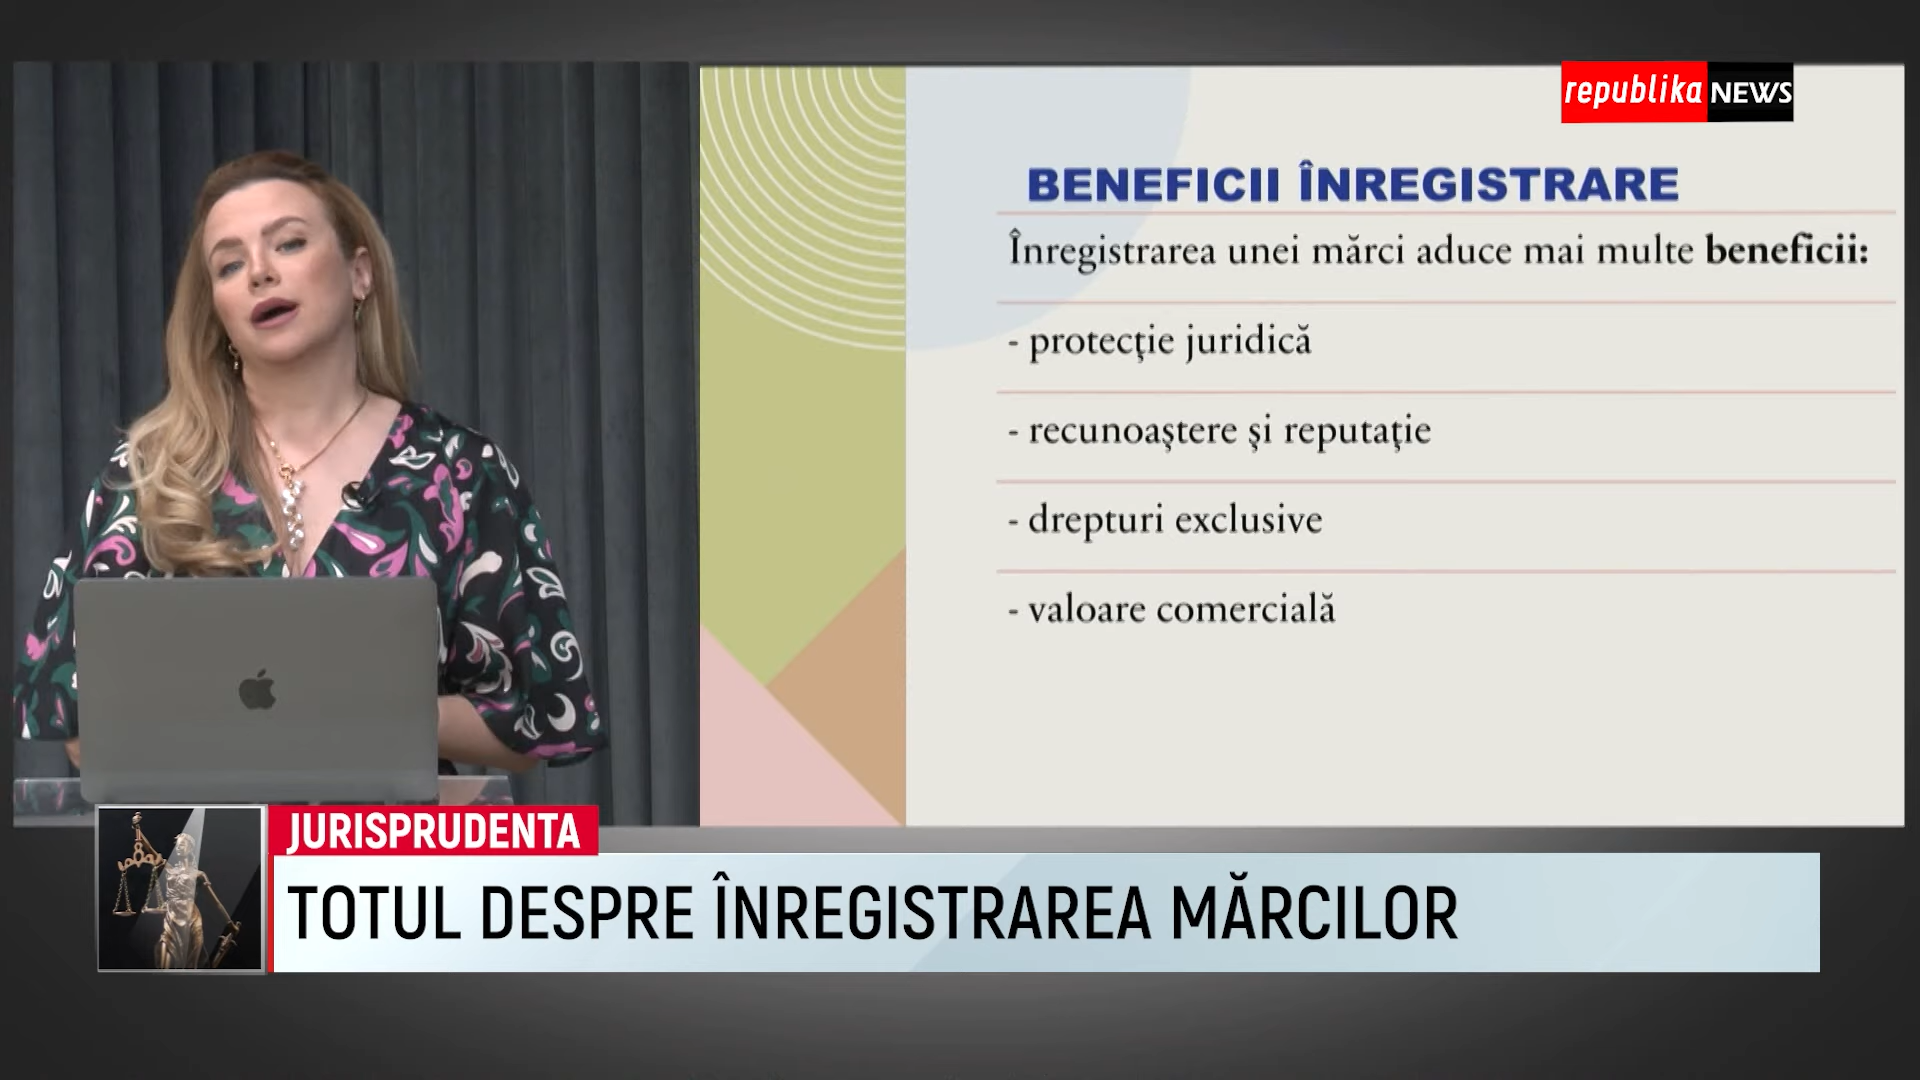 republika NEWS
BENEFICII ÎNREGISTRARE
Înregistrarea unei mărci aduce mai multe beneficii:
- protecţie juridică
- recunoaştere şi reputaţie
- drepturi exclusive
- valoare comercială
JURISPRUDENTA
TOTUL DESPRE ÎNREGISTRAREA MĂRCILOR